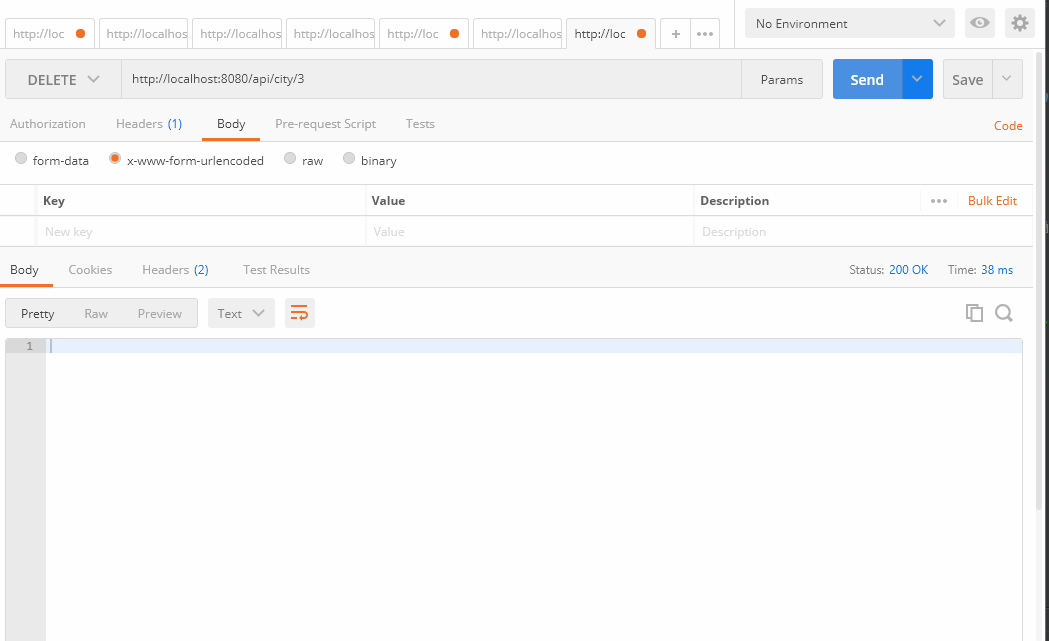 http://loc http://localhos http://localhos http://localhos http://loc http://localhos http://loc + No Environment
DELETE http://localhost:8080/api/city/3 Params Send Save
Authorization Headers (1) Body Pre-request Script Tests Code
form-data x-www-form-urlencoded raw binary
Key Value Description Bulk Edit
New key Value Description
Body Cookies Headers (2) Test Results Status: 200 OK Time: 38 ms
Pretty Raw Preview Text
1